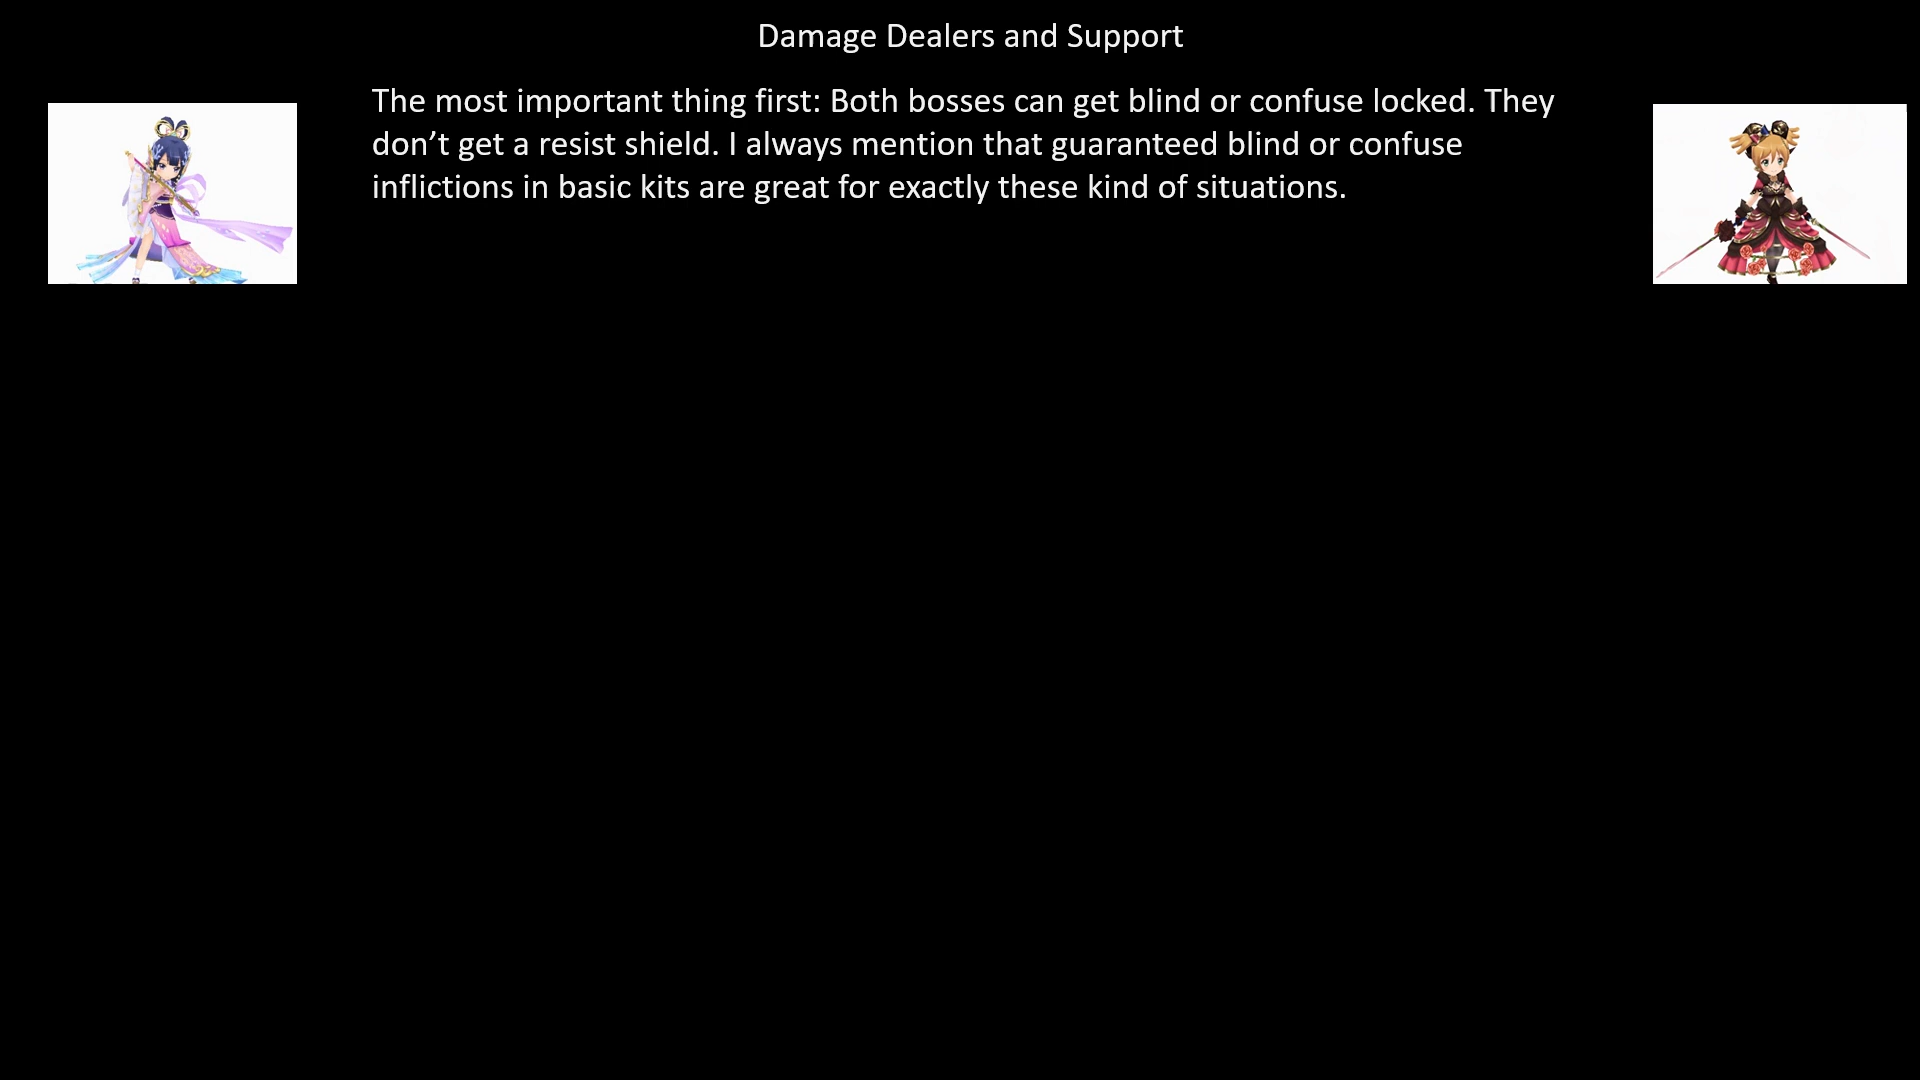 Damage Dealers and Support
The most important thing first: Both bosses can get blind or confuse locked. They
don’t get a resist shield. I always mention that guaranteed blind or confuse
inflictions in basic kits are great for exactly these kind of situations.